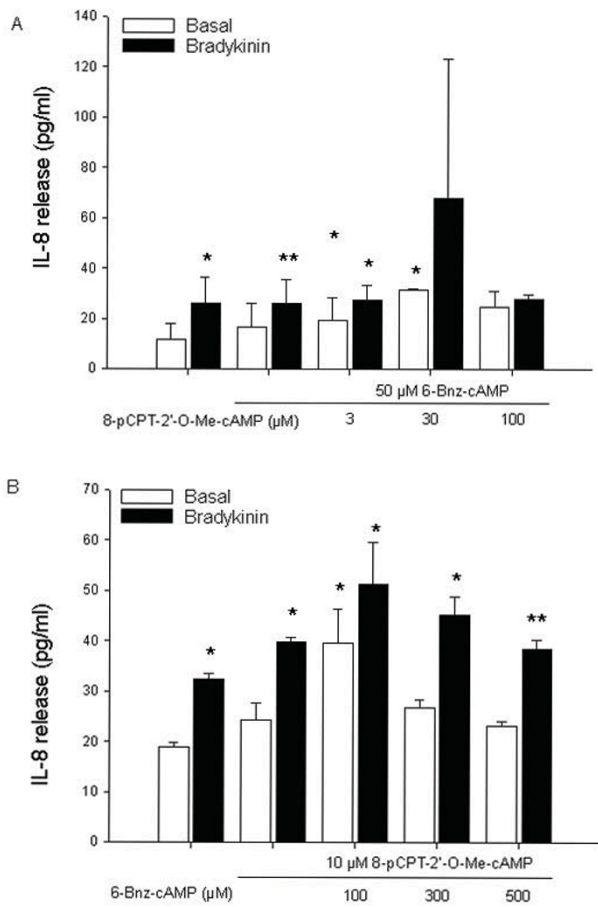 A
140
Basal
Bradykinin
120
100
80
60
40
20
0
IL-8 release (pg/ml)
*
**
*
*
*
50 µM 6-Bnz-cAMP
8-pCPT-2'-O-Me-cAMP (µM)
3
30
100
B
70
Basal
Bradykinin
60
50
40
30
20
10
0
IL-8 release (pg/ml)
*
*
*
*
*
**
10 µM 8-pCPT-2'-O-Me-cAMP
6-Bnz-cAMP (µM)
100
300
500